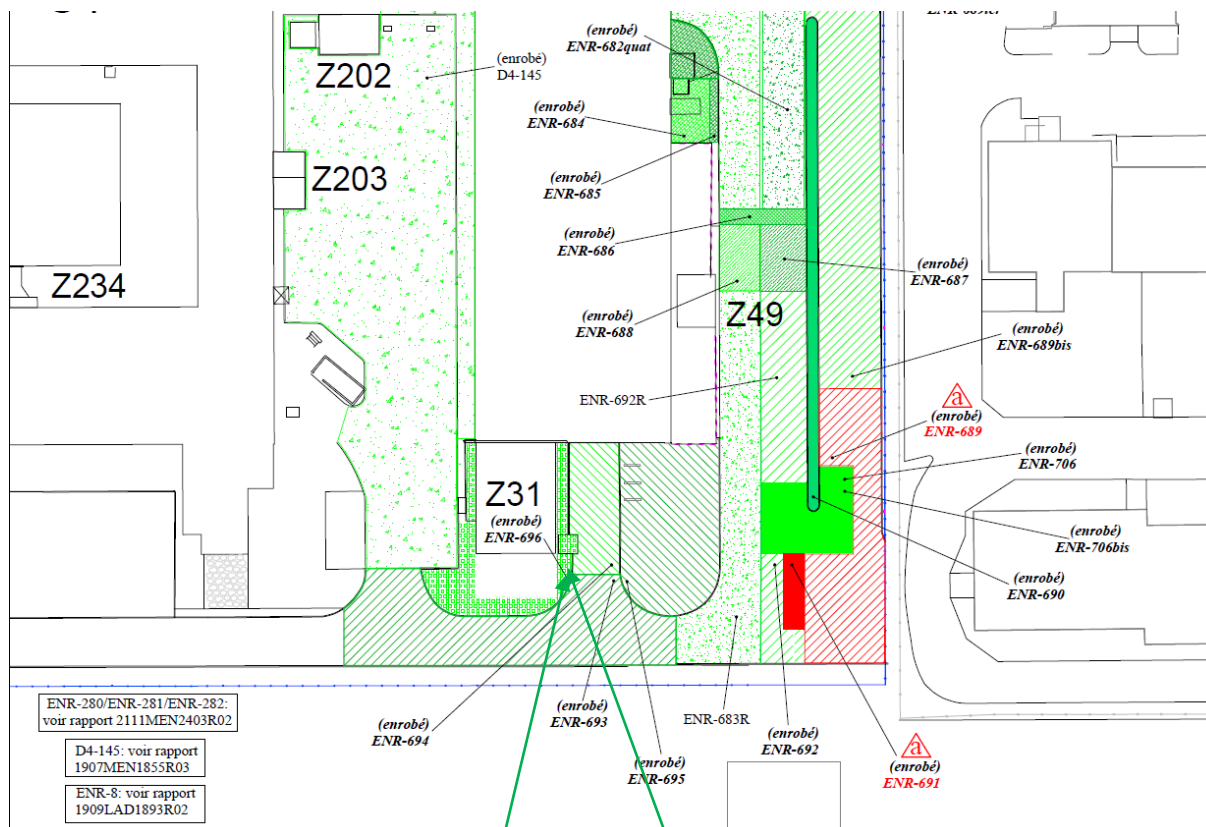 (enrobé)
ENR-682quat
Z202
(enrobé)
D4-145
(enrobé)
ENR-684
Z203
(enrobé)
ENR-685
(enrobé)
ENR-686
(enrobé)
ENR-687
Z234
Z49
(enrobé)
ENR-688
(enrobé)
ENR-689bis
ENR-692R
a
(enrobé)
ENR-689
(enrobé)
ENR-706
Z31
(enrobé)
ENR-696
(enrobé)
ENR-706bis
(enrobé)
ENR-690
ENR-280/ENR-281/ENR-282:
voir rapport 2111MEN2403R02
(enrobé)
ENR-694
(enrobé)
ENR-693
(enrobé)
ENR-695
ENR-683R
(enrobé)
ENR-692
a
(enrobé)
ENR-691
D4-145: voir rapport
1907MEN1855R03
ENR-8: voir rapport
1909LAD1893R02